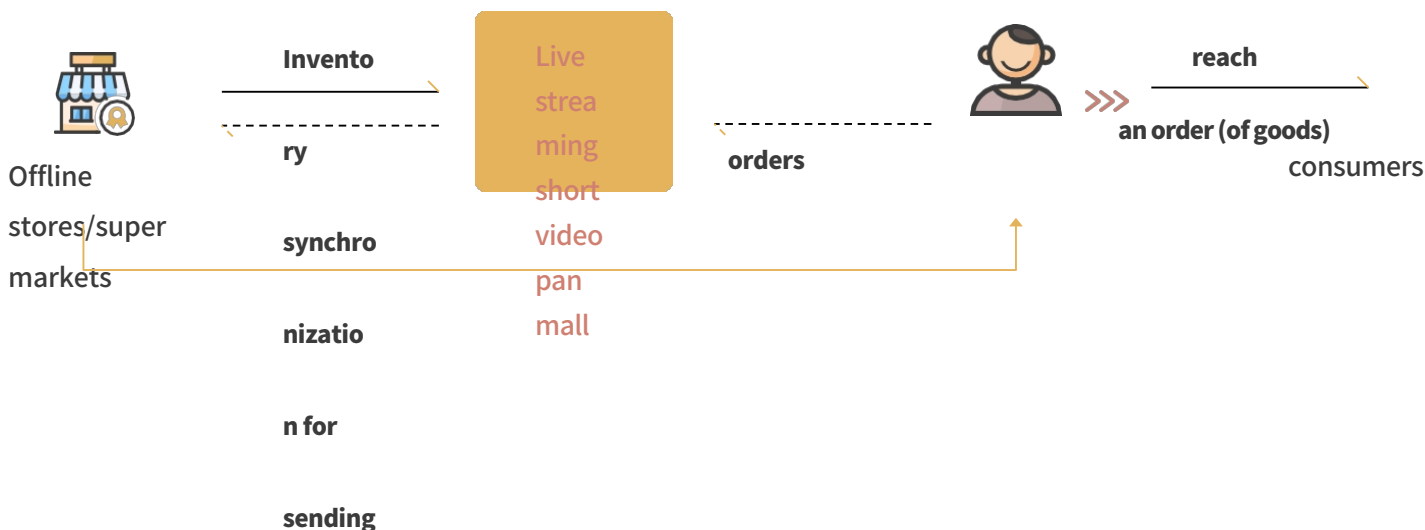 Offline
stores/super
markets
Invento
ry
synchro
nizatio
n for
sending
Live
strea
ming
short
video
pan
mall
orders
reach
an order (of goods)
consumers